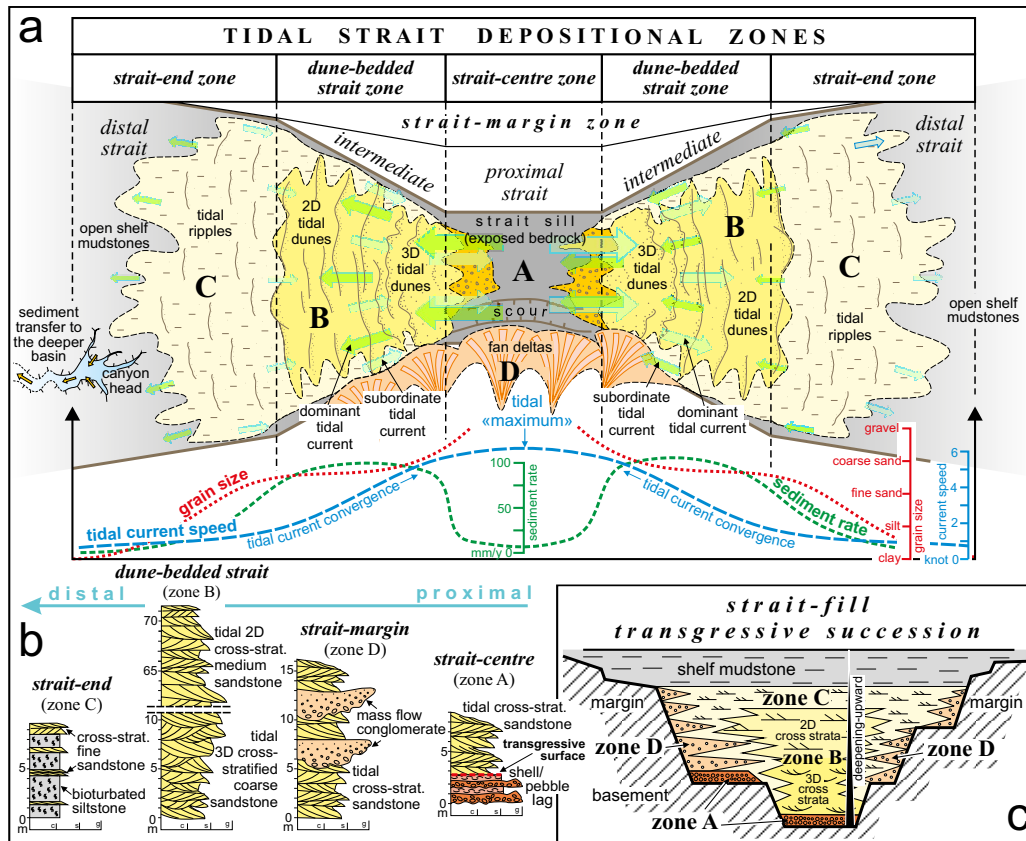 a
TIDAL STRAIT DEPOSITIONAL ZONES
strait-end zone
dune-bedded
strait zone
strait-centre zone
dune-bedded
strait zone
strait-end zone
strait-margin zone
distal
strait
intermediate
proximal
strait
intermediate
distal
strait
strait sill
(exposed bedrock)
A
scour
2D
tidal
dunes
3D
tidal
dunes
B
tidal
ripples
C
open shelf
mudstones
3D
tidal
dunes
B
2D
tidal
dunes
C
tidal
ripples
open shelf
mudstones
sediment
transfer to
the deeper
basin
canyon
head
fan deltas
D
dominant
tidal current
subordinate
tidal
current
tidal
«maximum»
subordinate
tidal
current
dominant
tidal current
grain size
tidal current speed
tidal current convergence
100
50
mm/y 0
sediment rate
tidal current convergence
sediment rate
gravel
coarse sand
fine sand
silt
clay
grain size
6
4
2
1
knot 0
current speed
distal
proximal
b
strait-end
(zone C)
5
0
m
c
s
g
cross-strat.
fine
sandstone
bioturbated
siltstone
dune-bedded strait
(zone B)
70
65
10
5
0
c
s
g
tidal 2D
cross-strat.
medium
sandstone
tidal
3D cross-
stratified
coarse
sandstone
strait-margin
(zone D)
15
10
5
0
m
c
s
g
mass flow
conglomerate
tidal
cross-strat.
sandstone
strait-centre
(zone A)
5
0
m
c
s
g
tidal cross-strat.
sandstone
transgressive
surface
shell/
pebble
lag
strait-fill
transgressive succession
shelf mudstone
margin
zone C
2D
cross strata
zone B
3D
cross
strata
deepening-upward
margin
zone D
zone D
basement
zone A
c